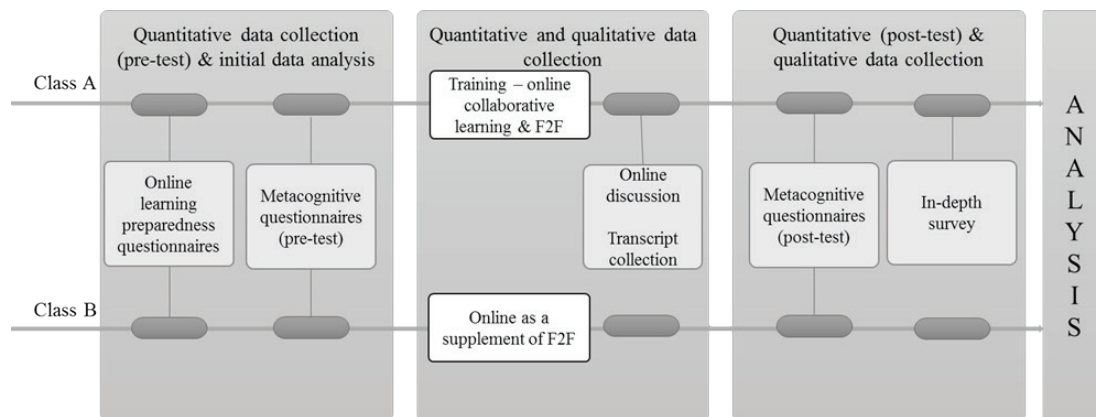 Quantitative data collection
(pre-test) & initial data analysis
Quantitative and qualitative data
collection
Quantitative (post-test) &
qualitative data collection
Class A
Training – online
collaborative
learning & F2F
Online
learning
preparedness
questionnaires
Metacognitive
questionnaires
(pre-test)
Online
discussion
Transcript
collection
Metacognitive
questionnaires
(post-test)
In-depth
survey
Class B
Online as a
supplement of F2F
A
N
A
L
Y
S
I
S